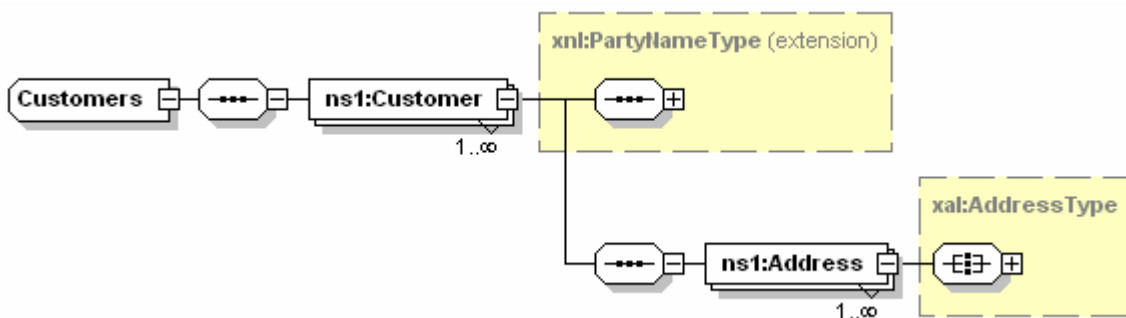 xnl:PartyNameType (extension)
Customers
ns1:Customer
1..∞
xal:AddressType
ns1:Address
1..∞